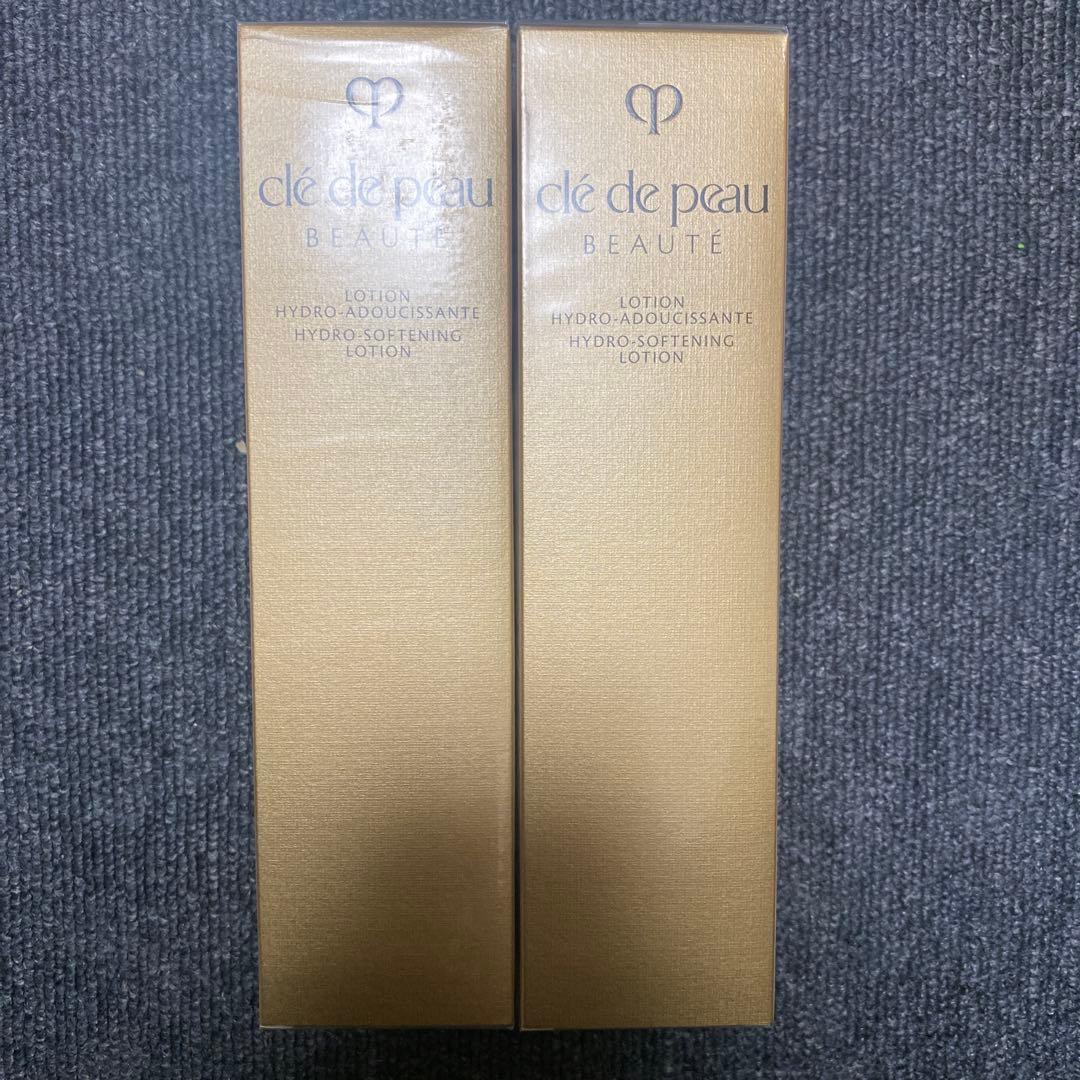 clé de peau
BEAUTÉ
LOTION
HYDRO-ADOUCISSANTE
HYDRO-SOFTENING
LOTION
clé de peau
BEAUTÉ
LOTION
HYDRO-ADOUCISSANTE
HYDRO-SOFTENING
LOTION